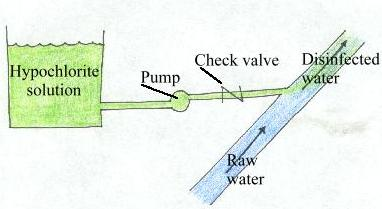 Hypochlorite
solution
Pump
Check valve
Disinfected
water
Raw
water